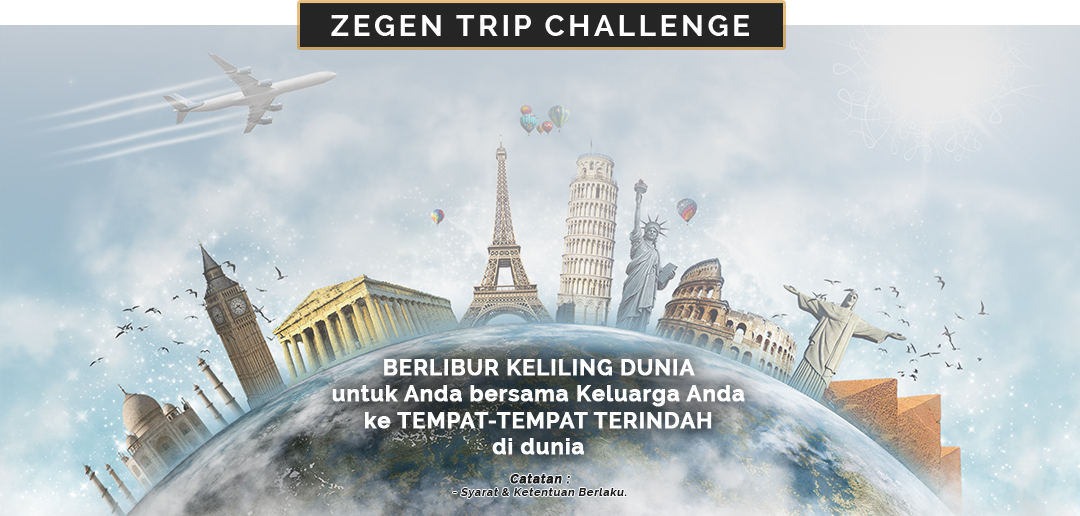 ZEGEN TRIP CHALLENGE
BERLIBUR KELILING DUNIA
untuk Anda bersama Keluarga Anda
ke TEMPAT-TEMPAT TERINDAH
di dunia
Catatan :
- Syarat & Ketentuan Berlaku.